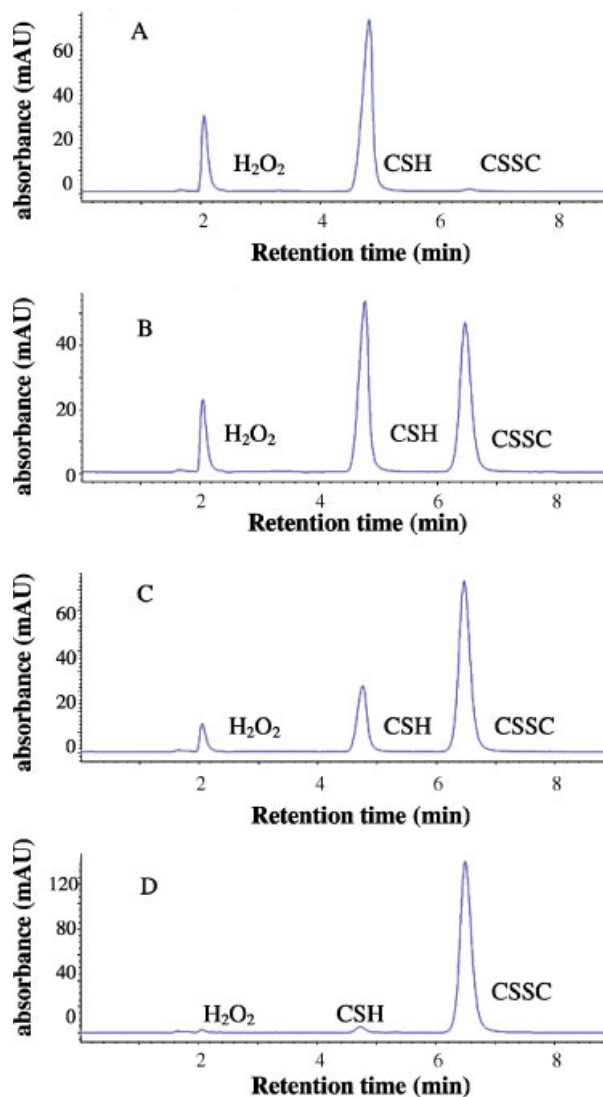 A
absorbance (mAU)
60
40
20
0
H₂O₂ CSH CSSC
2 4 6 8
Retention time (min)
B
absorbance (mAU)
40
20
0
H₂O₂ CSH CSSC
2 4 6 8
Retention time (min)
C
absorbance (mAU)
60
40
20
0
H₂O₂ CSH CSSC
2 4 6 8
Retention time (min)
D
absorbance (mAU)
120
80
40
0
H₂O₂ CSH CSSC
2 4 6 8
Retention time (min)